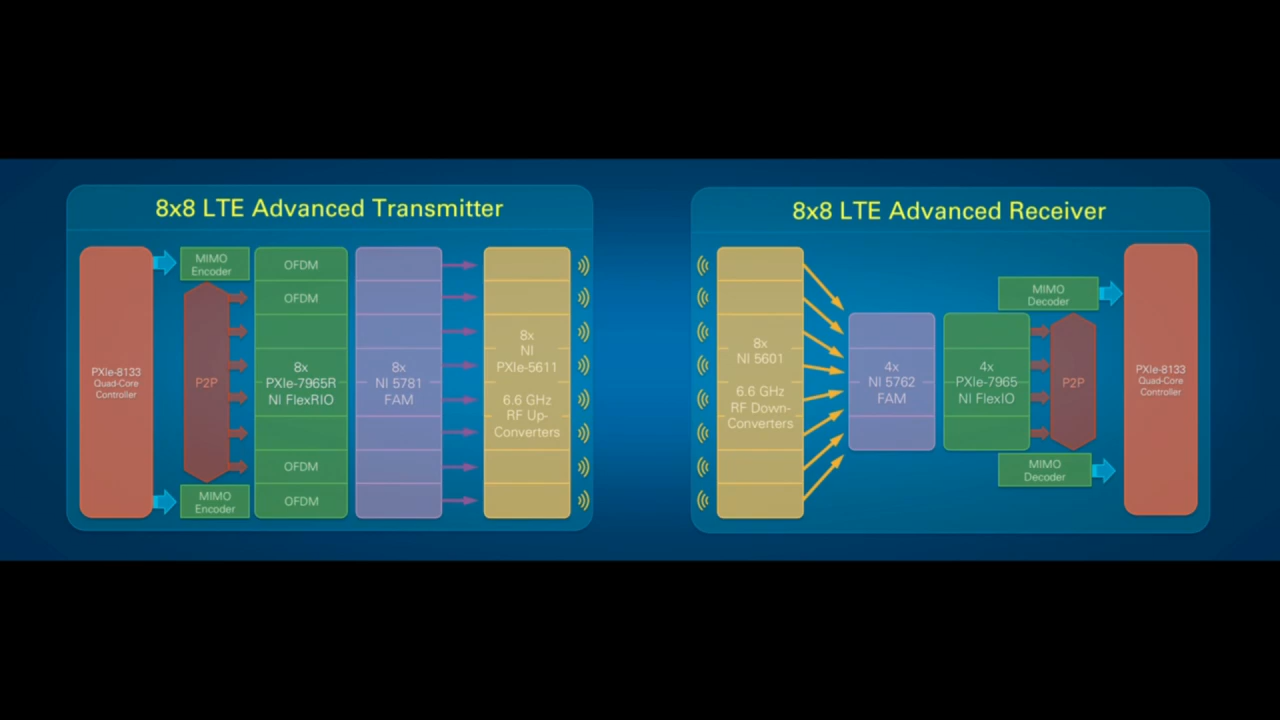 8x8 LTE Advanced Transmitter
PXIe-8133
Quad-Core
Controller
MIMO
Encoder
P2P
MIMO
Encoder
OFDM
OFDM
8x
PXIe-7965R
NI FlexRIO
OFDM
OFDM
8x
NI 5781
FAM
8x
NI
PXIe-5611
6.6 GHz
RF Up-
Converters
8x8 LTE Advanced Receiver
8x
NI 5601
6.6 GHz
RF Down-
Converters
4x
NI 5762
FAM
4x
PXIe-7965
NI FlexIO
MIMO
Decoder
P2P
MIMO
Decoder
PXIe-8133
Quad-Core
Controller